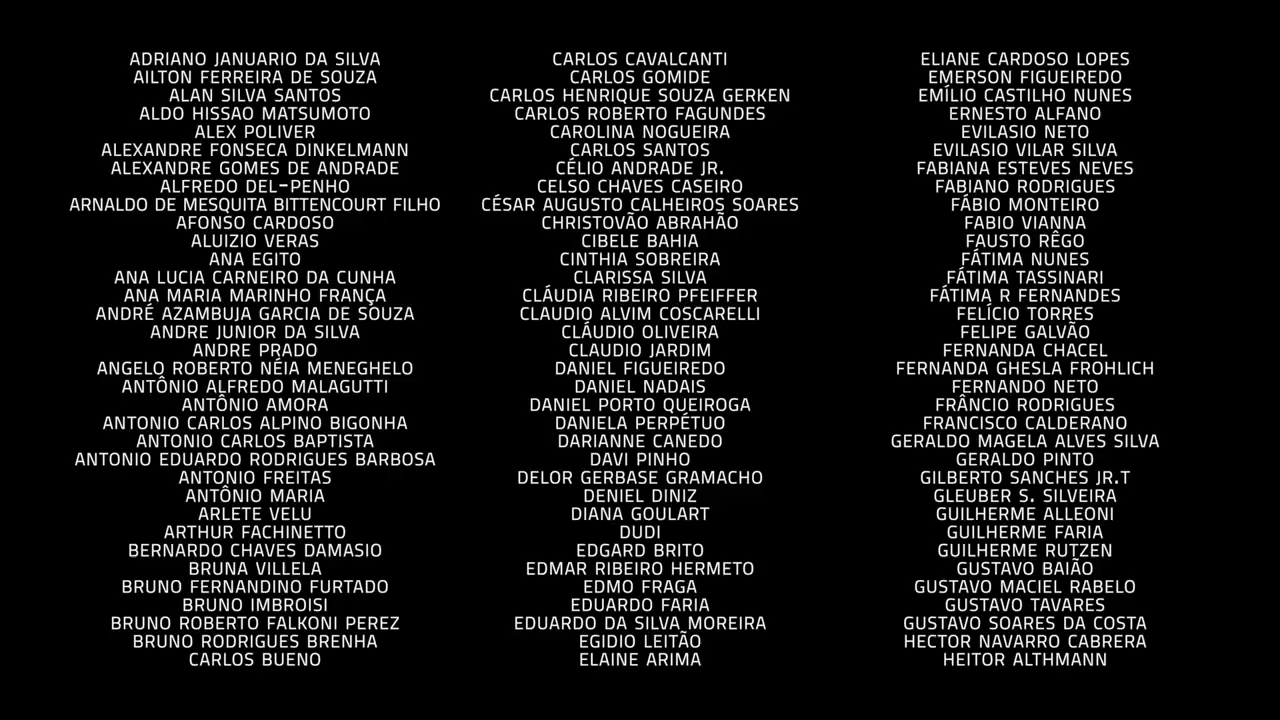 ADRIANO JANUARIO DA SILVA
AILTON FERREIRA DE SOUZA
ALAN SILVA SANTOS
ALDO HISSAO MATSUMOTO
ALEX POLIVER
ALEXANDRE FONSECA DINKELMANN
ALEXANDRE GOMES DE ANDRADE
ALFREDO DEL-PENHO
ARNALDO DE MESQUITA BITTENCOURT FILHO
AFONSO CARDOSO
ALUIZIO VERAS
ANA EGITO
ANA LUCIA CARNEIRO DA CUNHA
ANA MARIA MARINHO FRANÇA
ANDRÉ AZAMBUJA GARCIA DE SOUZA
ANDRE JUNIOR DA SILVA
ANDRE PRADO
ANGELO ROBERTO NÉIA MENEGHELO
ANTÔNIO ALFREDO MALAGUTTI
ANTÔNIO AMORA
ANTONIO CARLOS ALPINO BIGONHA
ANTONIO CARLOS BAPTISTA
ANTONIO EDUARDO RODRIGUES BARBOSA
ANTONIO FREITAS
ANTÔNIO MARIA
ARLETE VELU
ARTHUR FACHINETTO
BERNARDO CHAVES DAMASIO
BRUNA VILLELA
BRUNO FERNANDINO FURTADO
BRUNO IMBROISI
BRUNO ROBERTO FALKONI PEREZ
BRUNO RODRIGUES BRENHA
CARLOS BUENO
CARLOS CAVALCANTI
CARLOS GOMIDE
CARLOS HENRIQUE SOUZA GERKEN
CARLOS ROBERTO FAGUNDES
CAROLINA NOGUEIRA
CARLOS SANTOS
CÉLIO ANDRADE JR.
CELSO CHAVES CASEIRO
CÉSAR AUGUSTO CALHEIROS SOARES
CHRISTOVÃO ABRAHÃO
CIBELE BAHIA
CINTHIA SOBREIRA
CLARISSA SILVA
CLÁUDIA RIBEIRO PFEIFFER
CLAUDIO ALVIM COSCARELLI
CLÁUDIO OLIVEIRA
CLAUDIO JARDIM
DANIEL FIGUEIREDO
DANIEL NADAIS
DANIEL PORTO QUEIROGA
DANIELA PERPÉTUO
DARIANNE CANEDO
DAVI PINHO
DELOR GERBASE GRAMACHO
DENIEL DINIZ
DIANA GOULART
DUDI
EDGARD BRITO
EDMAR RIBEIRO HERMETO
EDMO FRAGA
EDUARDO FARIA
EDUARDO DA SILVA MOREIRA
EGIDIO LEITÃO
ELAINE ARIMA
ELIANE CARDOSO LOPES
EMERSON FIGUEIREDO
EMÍLIO CASTILHO NUNES
ERNESTO ALFANO
EVILASIO NETO
EVILASIO VILAR SILVA
FABIANA ESTEVES NEVES
FABIANO RODRIGUES
FÁBIO MONTEIRO
FABIO VIANNA
FAUSTO RÊGO
FÁTIMA NUNES
FÁTIMA TASSINARI
FÁTIMA R FERNANDES
FELÍCIO TORRES
FELIPE GALVÃO
FERNANDA CHACEL
FERNANDA GHESLA FROHLICH
FERNANDO NETO
FRÂNCIO RODRIGUES
FRANCISCO CALDERANO
GERALDO MAGELA ALVES SILVA
GERALDO PINTO
GILBERTO SANCHES JR.T
GLEUBER S. SILVEIRA
GUILHERME ALLEONI
GUILHERME FARIA
GUILHERME RUTZEN
GUSTAVO BAIÃO
GUSTAVO MACIEL RABELO
GUSTAVO TAVARES
GUSTAVO SOARES DA COSTA
HECTOR NAVARRO CABRERA
HEITOR ALTHMANN